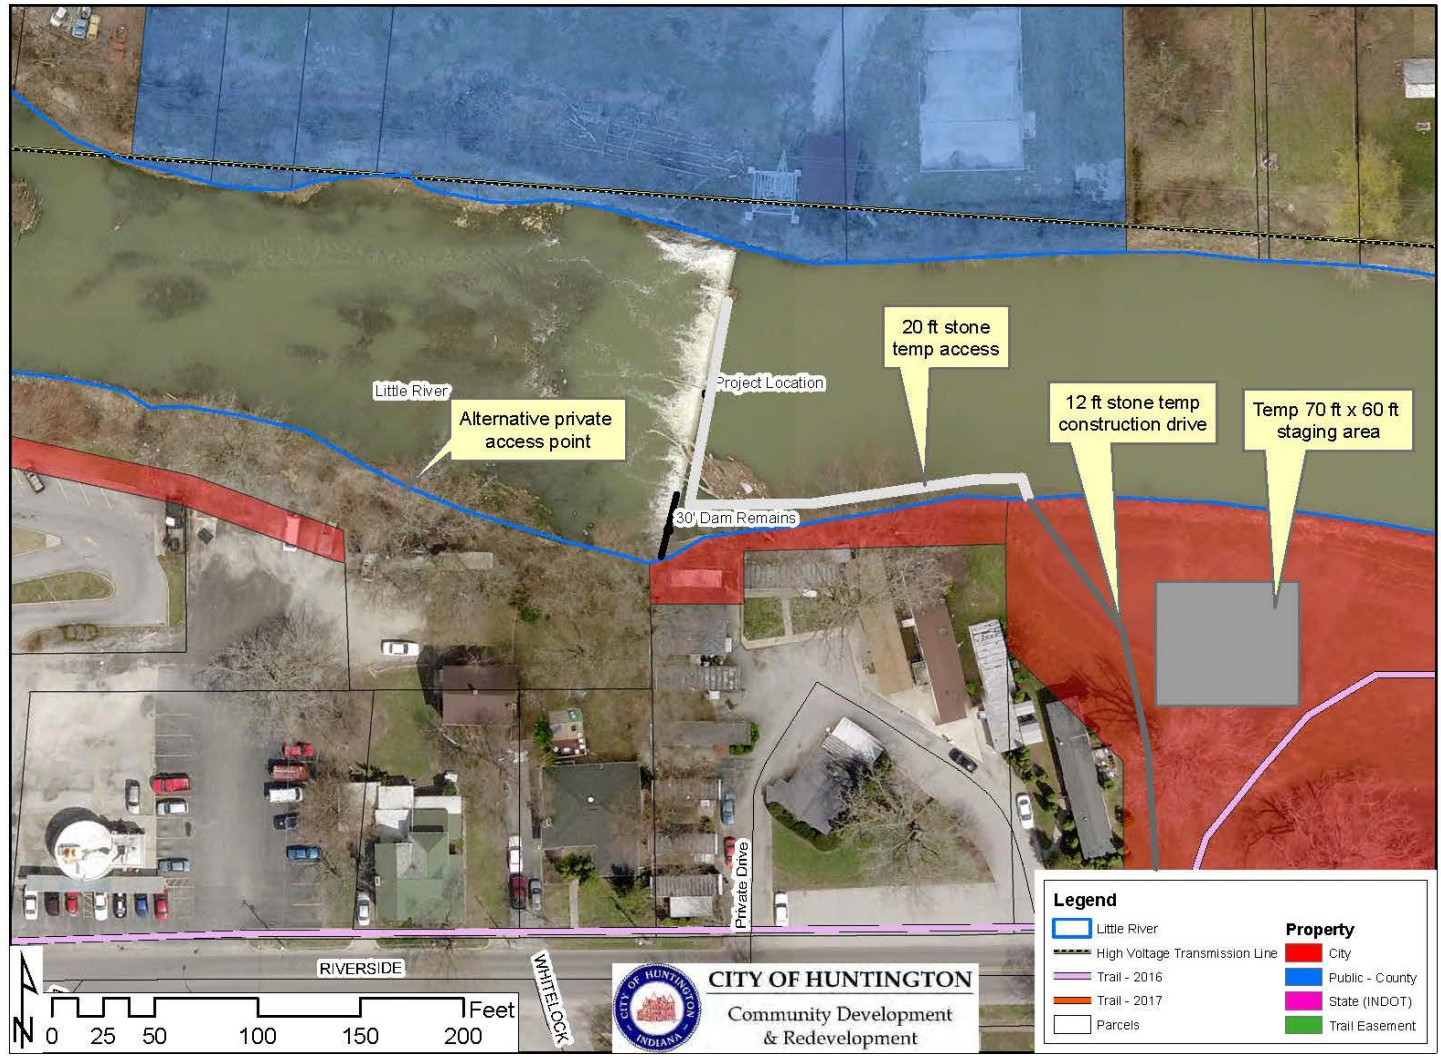 20 ft stone
temp access
Project Location
Little River
Alternative private
access point
12 ft stone temp
construction drive
Temp 70 ft x 60 ft
staging area
30' Dam Remains
Private Drive
RIVERSIDE
WHITELOCK
N
Feet
0 25 50 100 150 200
CITY OF HUNTINGTON
INDIANA
CITY OF HUNTINGTON
Community Development
& Redevelopment
Legend
Little River
High Voltage Transmission Line
Trail - 2016
Trail - 2017
Parcels
Property
City
Public - County
State (INDOT)
Trail Easement